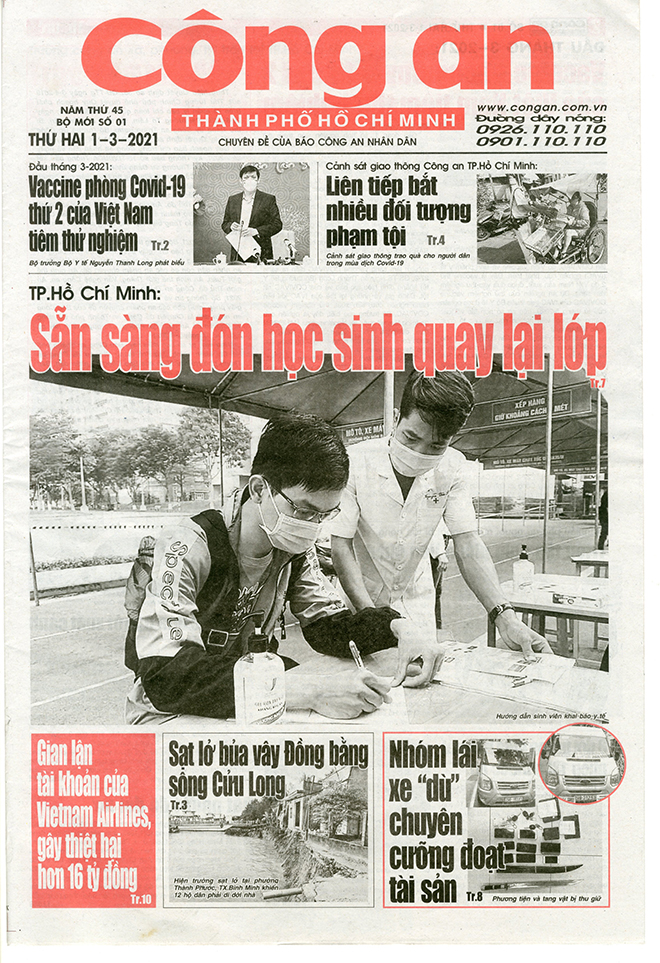 công an
THÀNH PHỐ HỒ CHÍ MINH
CHUYÊN ĐỀ CỦA BÁO CÔNG AN NHÂN DÂN
NĂM THỨ 45
BỘ MỚI SỐ 01
THỨ HAI 1-3-2021
www.congan.com.vn
Đường dây nóng:
0926.110.110
0901.110.110
Đầu tháng 3-2021:
Vaccine phòng Covid-19
thứ 2 của Việt Nam
tiêm thử nghiệm Tr.2
Bộ trưởng Bộ Y tế Nguyễn Thanh Long phát biểu
Cảnh sát giao thông Công an TP.Hồ Chí Minh:
Liên tiếp bắt
nhiều đối tượng
phạm tội Tr.4
Cảnh sát giao thông trao quà cho người dân
trong mùa dịch Covid-19
TP.Hồ Chí Minh:
Sẵn sàng đón học sinh quay lại lớp
Tr.7
XẾP HÀNG
GIỮ KHOẢNG CÁCH MÉT
MÔ TÔ, XE MÁY
Spectacle
Hướng dẫn sinh viên khai báo y tế
Gian lận
tài khoản của
Vietnam Airlines,
gây thiệt hại
hơn 16 tỷ đồng
Tr.10
Sạt lở bủa vây Đồng bằng
sông Cửu Long
Tr.3
Hiện trường sạt lở tại phường
Thành Phước, TX.Bình Minh khiến
12 hộ dân phải di dời nhà
Nhóm lái
xe "dù"
chuyên
cưỡng đoạt
tài sản Tr.8
Phương tiện và tang vật bị thu giữ